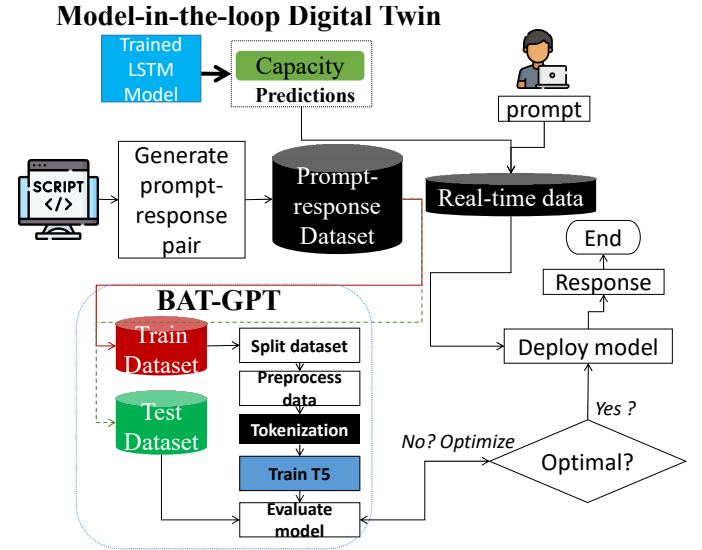 Model-in-the-loop Digital Twin
Trained
LSTM
Model
Capacity
Predictions
prompt
SCRIPT
</>
Generate
prompt-
response
pair
Prompt-
response
Dataset
Real-time data
End
Response
BAT-GPT
Train
Dataset
Split dataset
Preprocess
data
Deploy model
Test
Dataset
Tokenization
Yes ?
No? Optimize
Train T5
Optimal?
Evaluate
model